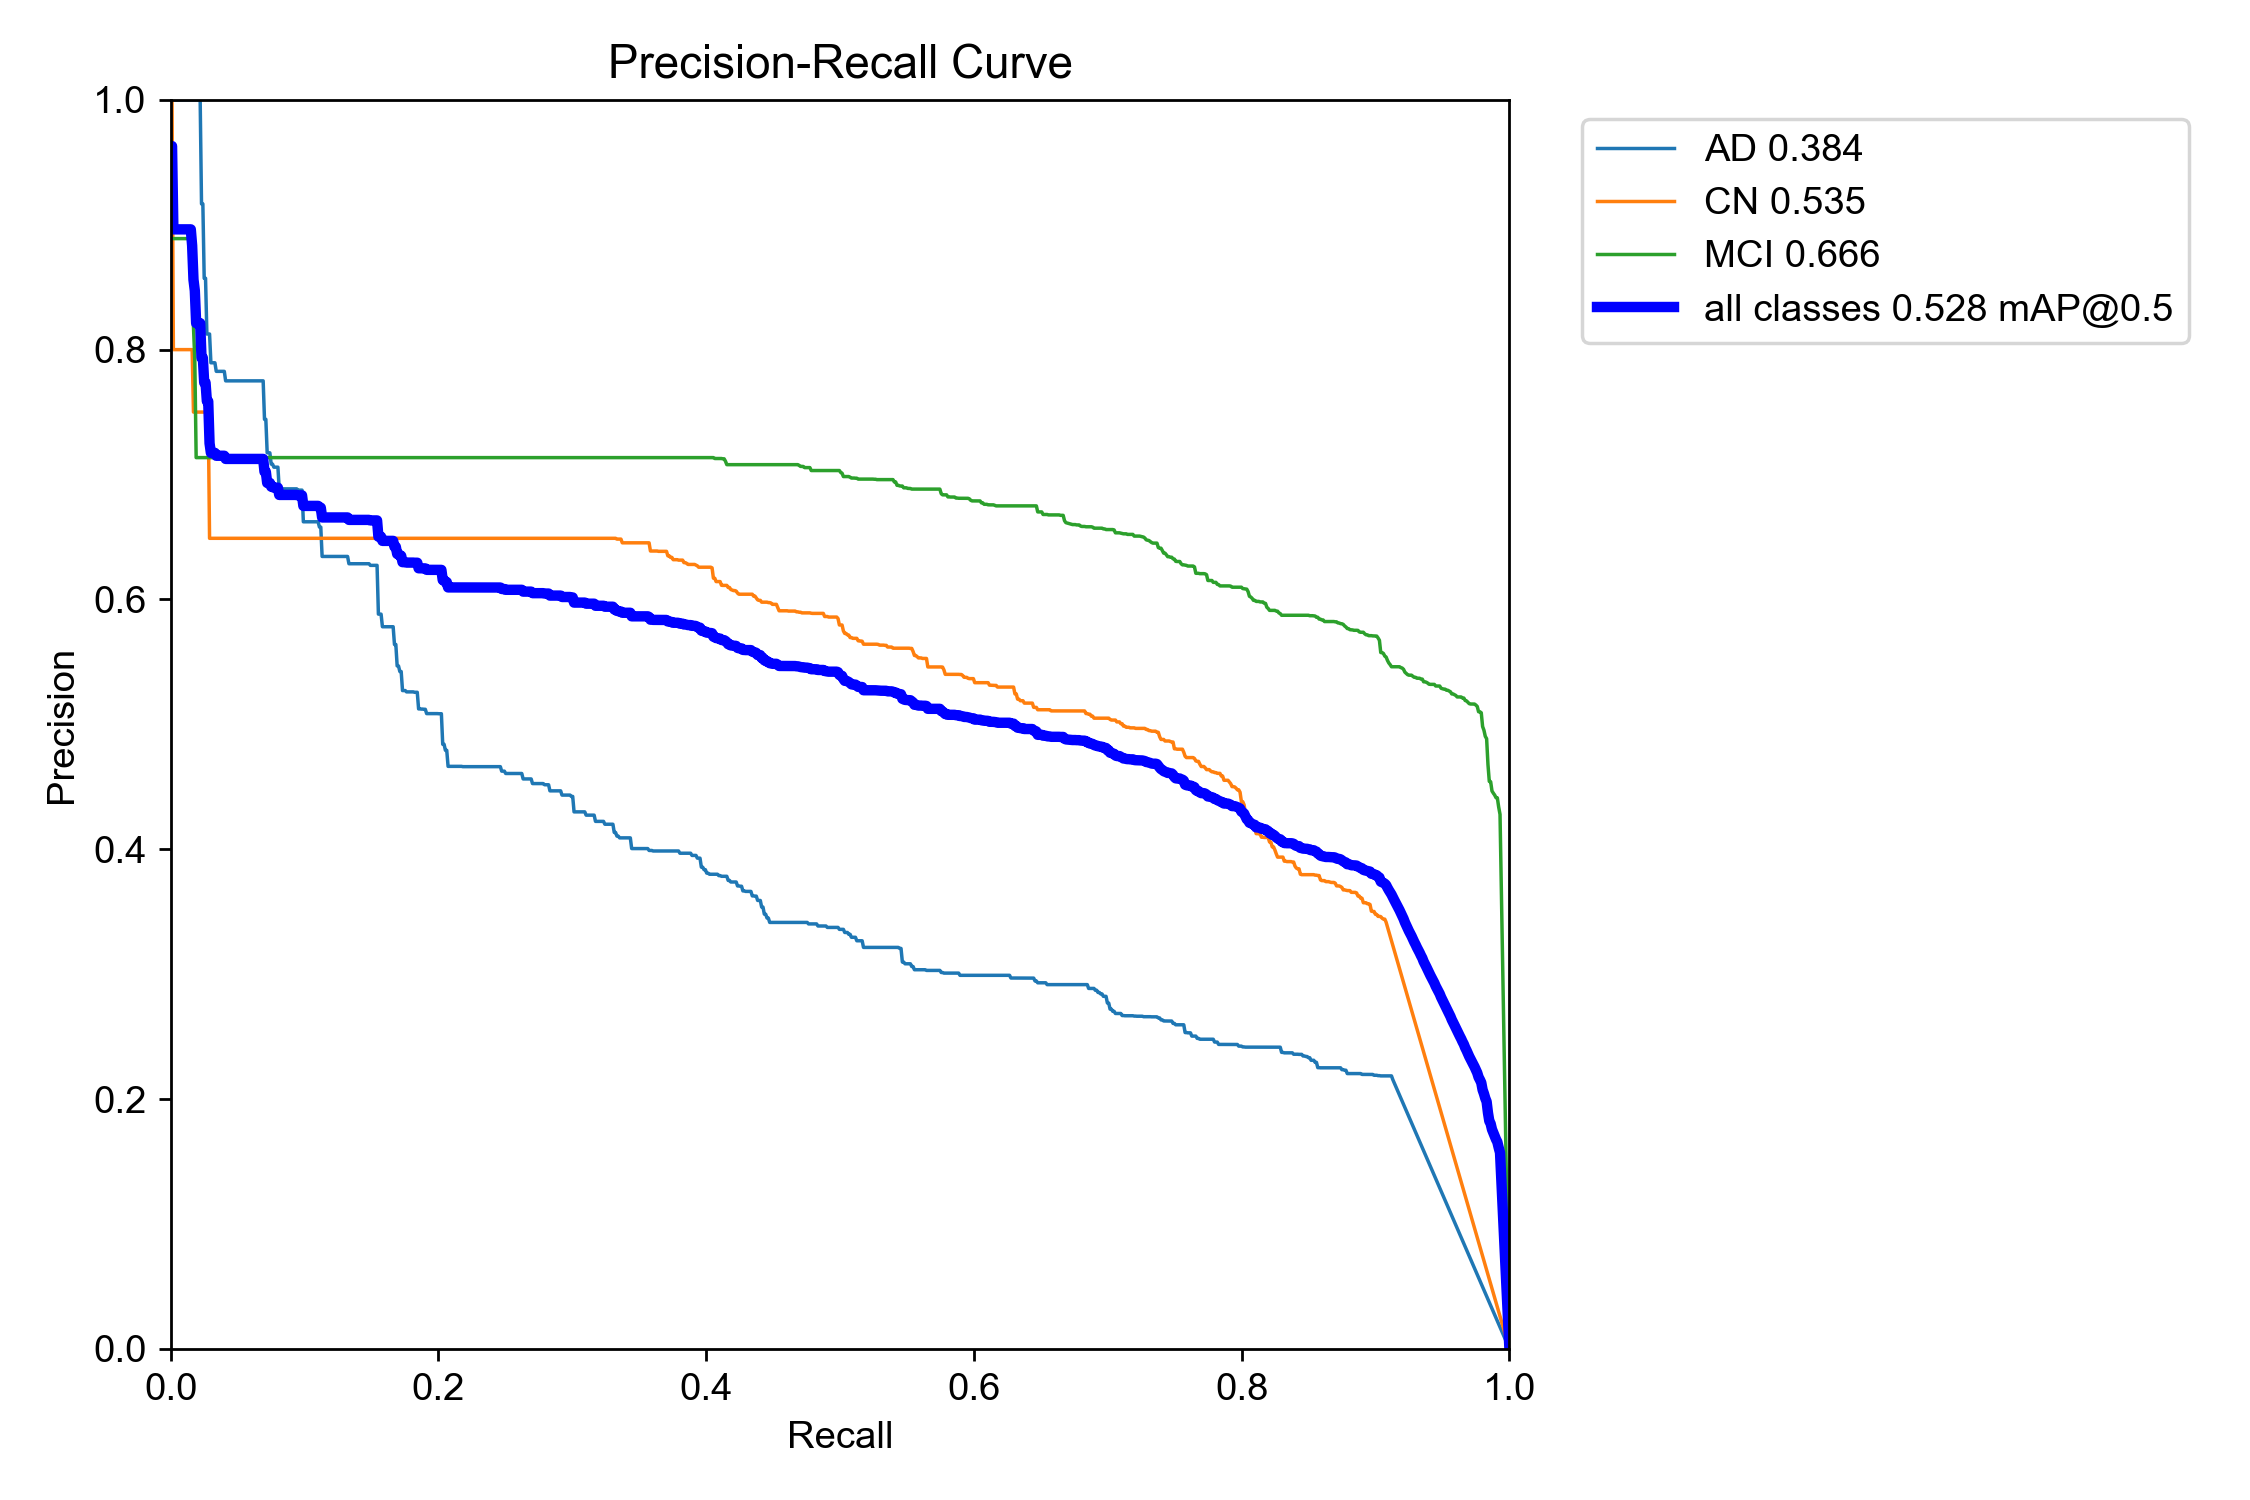 Precision-Recall Curve
1.0
0.8
0.6
0.4
0.2
0.0
Precision
0.0 0.2 0.4 0.6 0.8 1.0
Recall
AD 0.384
CN 0.535
MCI 0.666
all classes 0.528 mAP@0.5